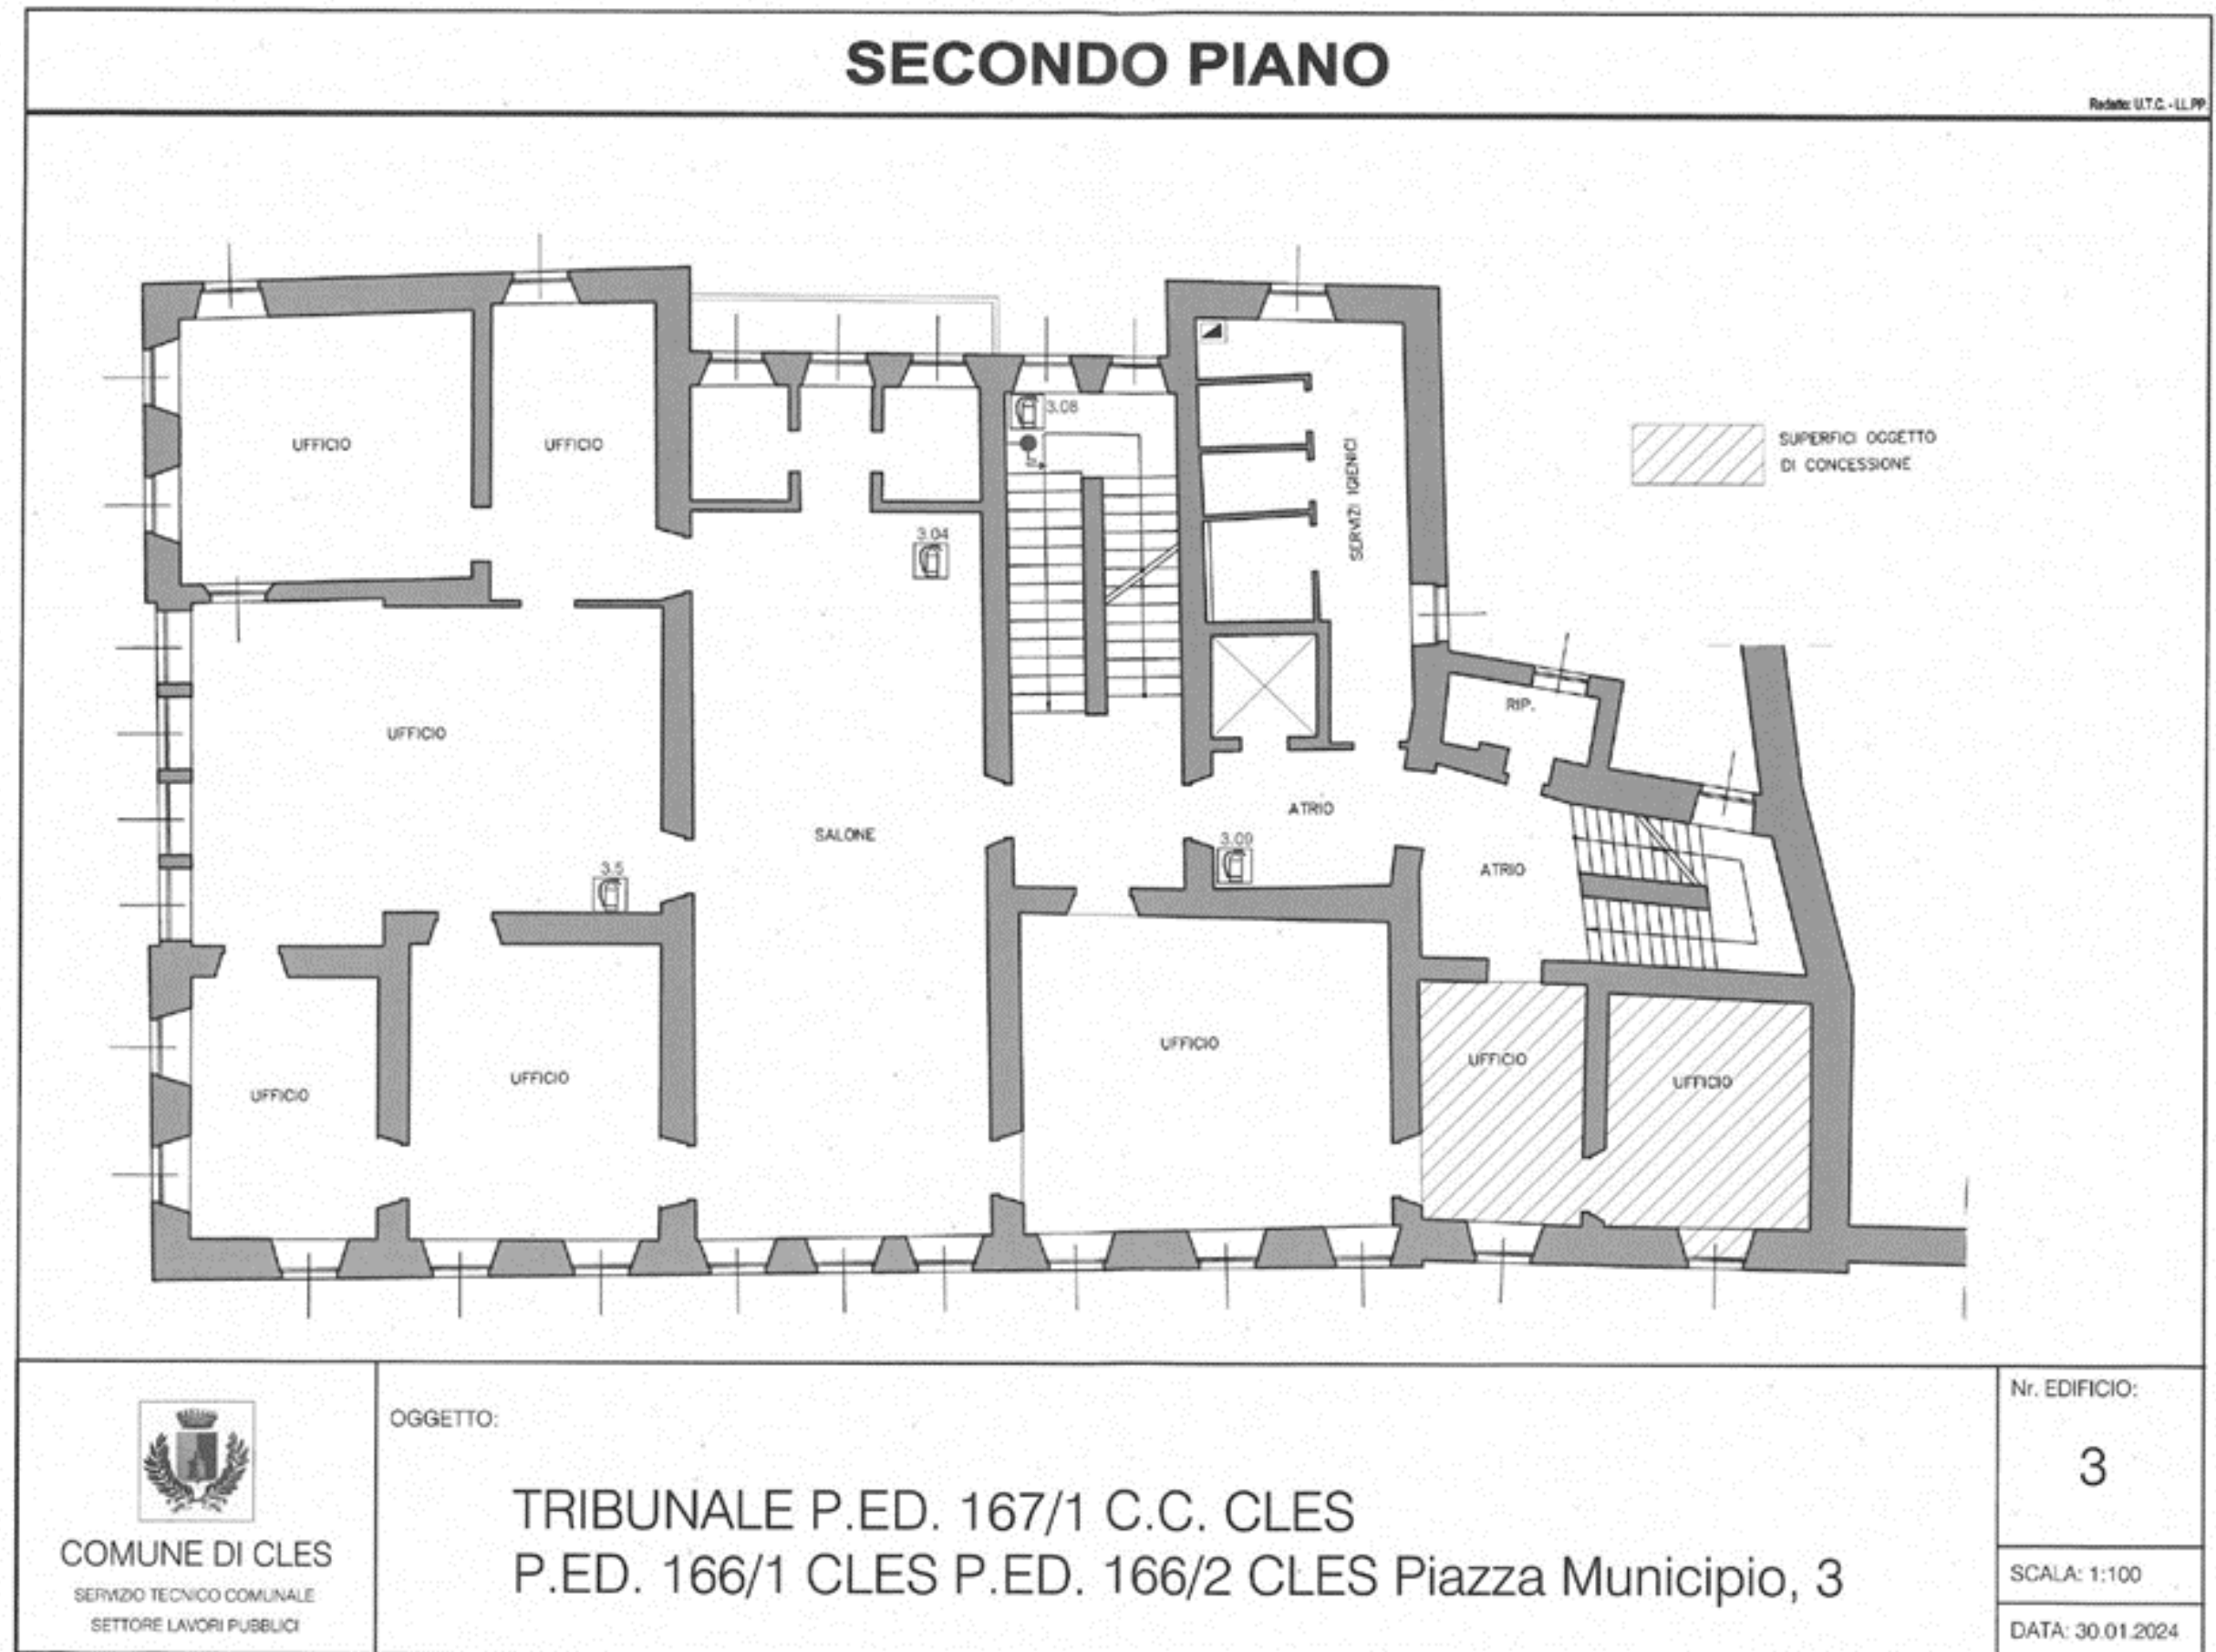 SECONDO PIANO
Redatto: U.T.C. - LL.PP.
UFFICIO
UFFICIO
3.08
3.04
SERVIZI IGIENICI
SUPERFICI OGGETTO
DI CONCESSIONE
RIP.
UFFICIO
SALONE
ATRIO
3.09
ATRIO
3.5
UFFICIO
UFFICIO
UFFICIO
UFFICIO
UFFICIO
COMUNE DI CLES
SERVIZIO TECNICO COMUNALE
SETTORE LAVORI PUBBLICI
OGGETTO:
TRIBUNALE P.ED. 167/1 C.C. CLES
P.ED. 166/1 CLES P.ED. 166/2 CLES Piazza Municipio, 3
Nr. EDIFICIO:
3
SCALA: 1:100
DATA: 30.01.2024